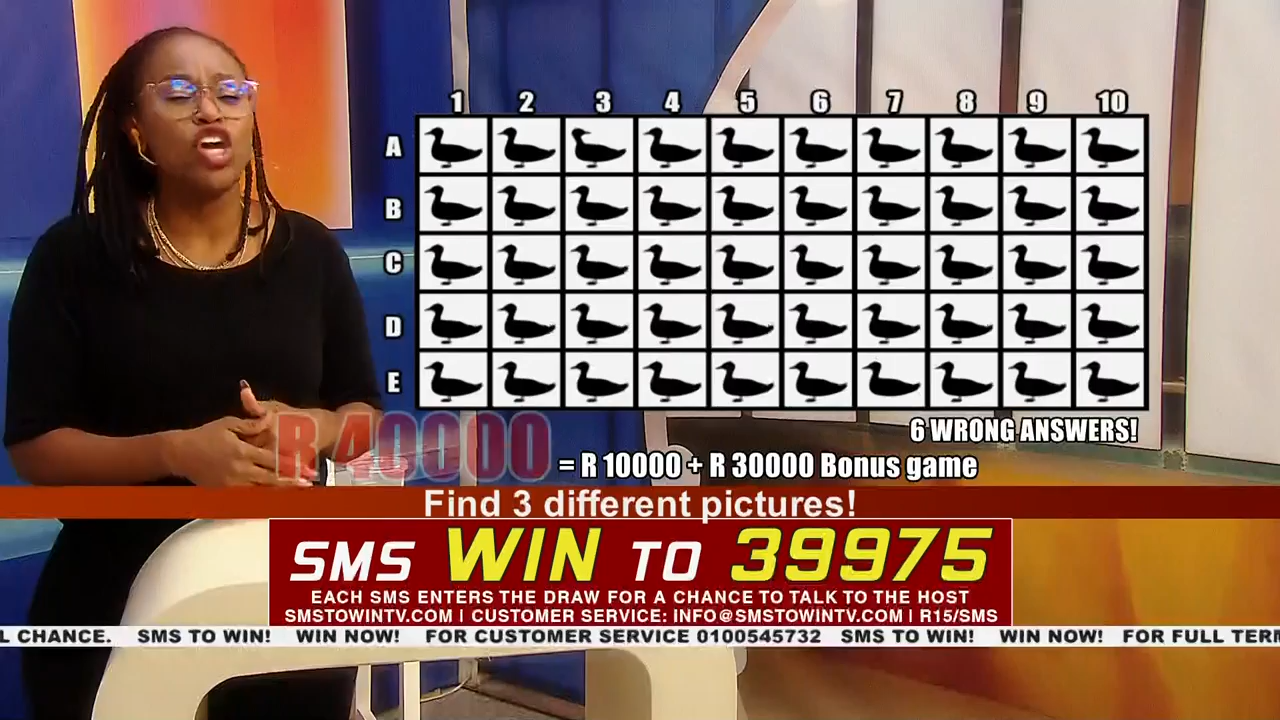 1 2 3 4 5 6 7 8 9 10
A
B
C
D
E
6 WRONG ANSWERS!
R 40000 = R 10000 + R 30000 Bonus game
Find 3 different pictures!
SMS WIN TO 39975
EACH SMS ENTERS THE DRAW FOR A CHANCE TO TALK TO THE HOST
SMSTOWINTV.COM | CUSTOMER SERVICE: INFO@SMSTOWINTV.COM | R15/SMS
L CHANCE. SMS TO WIN! WIN NOW! FOR CUSTOMER SERVICE 0100545732 SMS TO WIN! WIN NOW! FOR FULL TERM